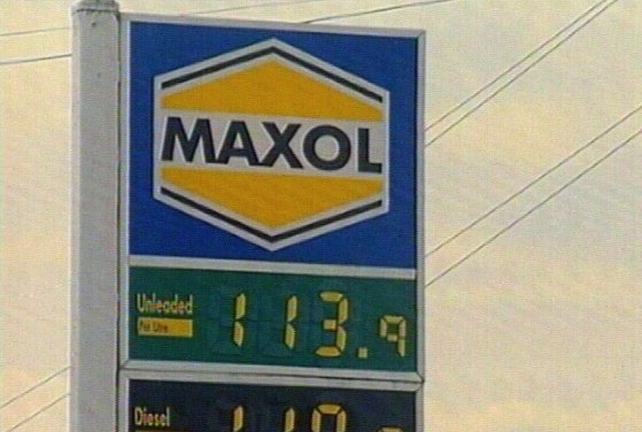 MAXOL
Unleaded
Per Litre
113.9
Diesel